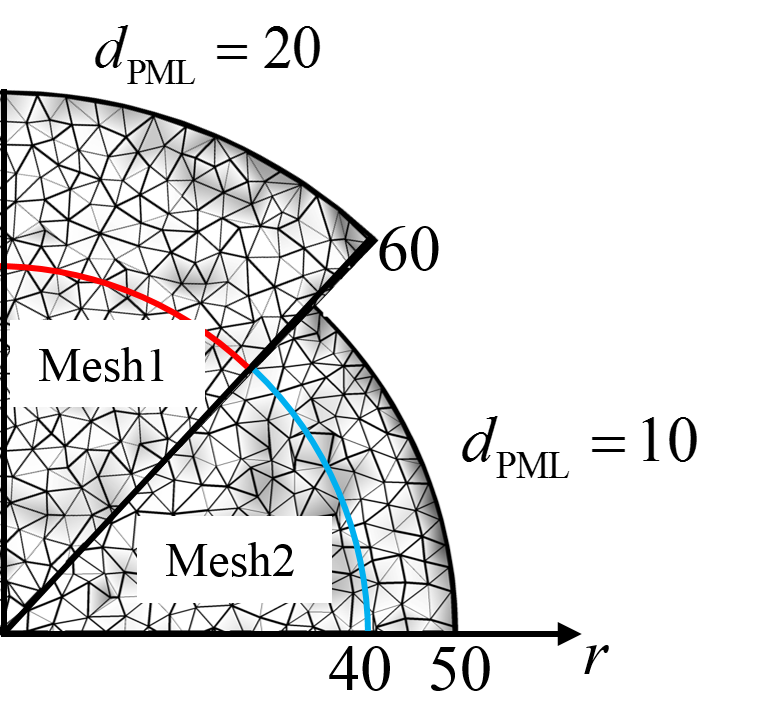 d_PML = 20
60
Mesh1
d_PML = 10
Mesh2
40 50 r